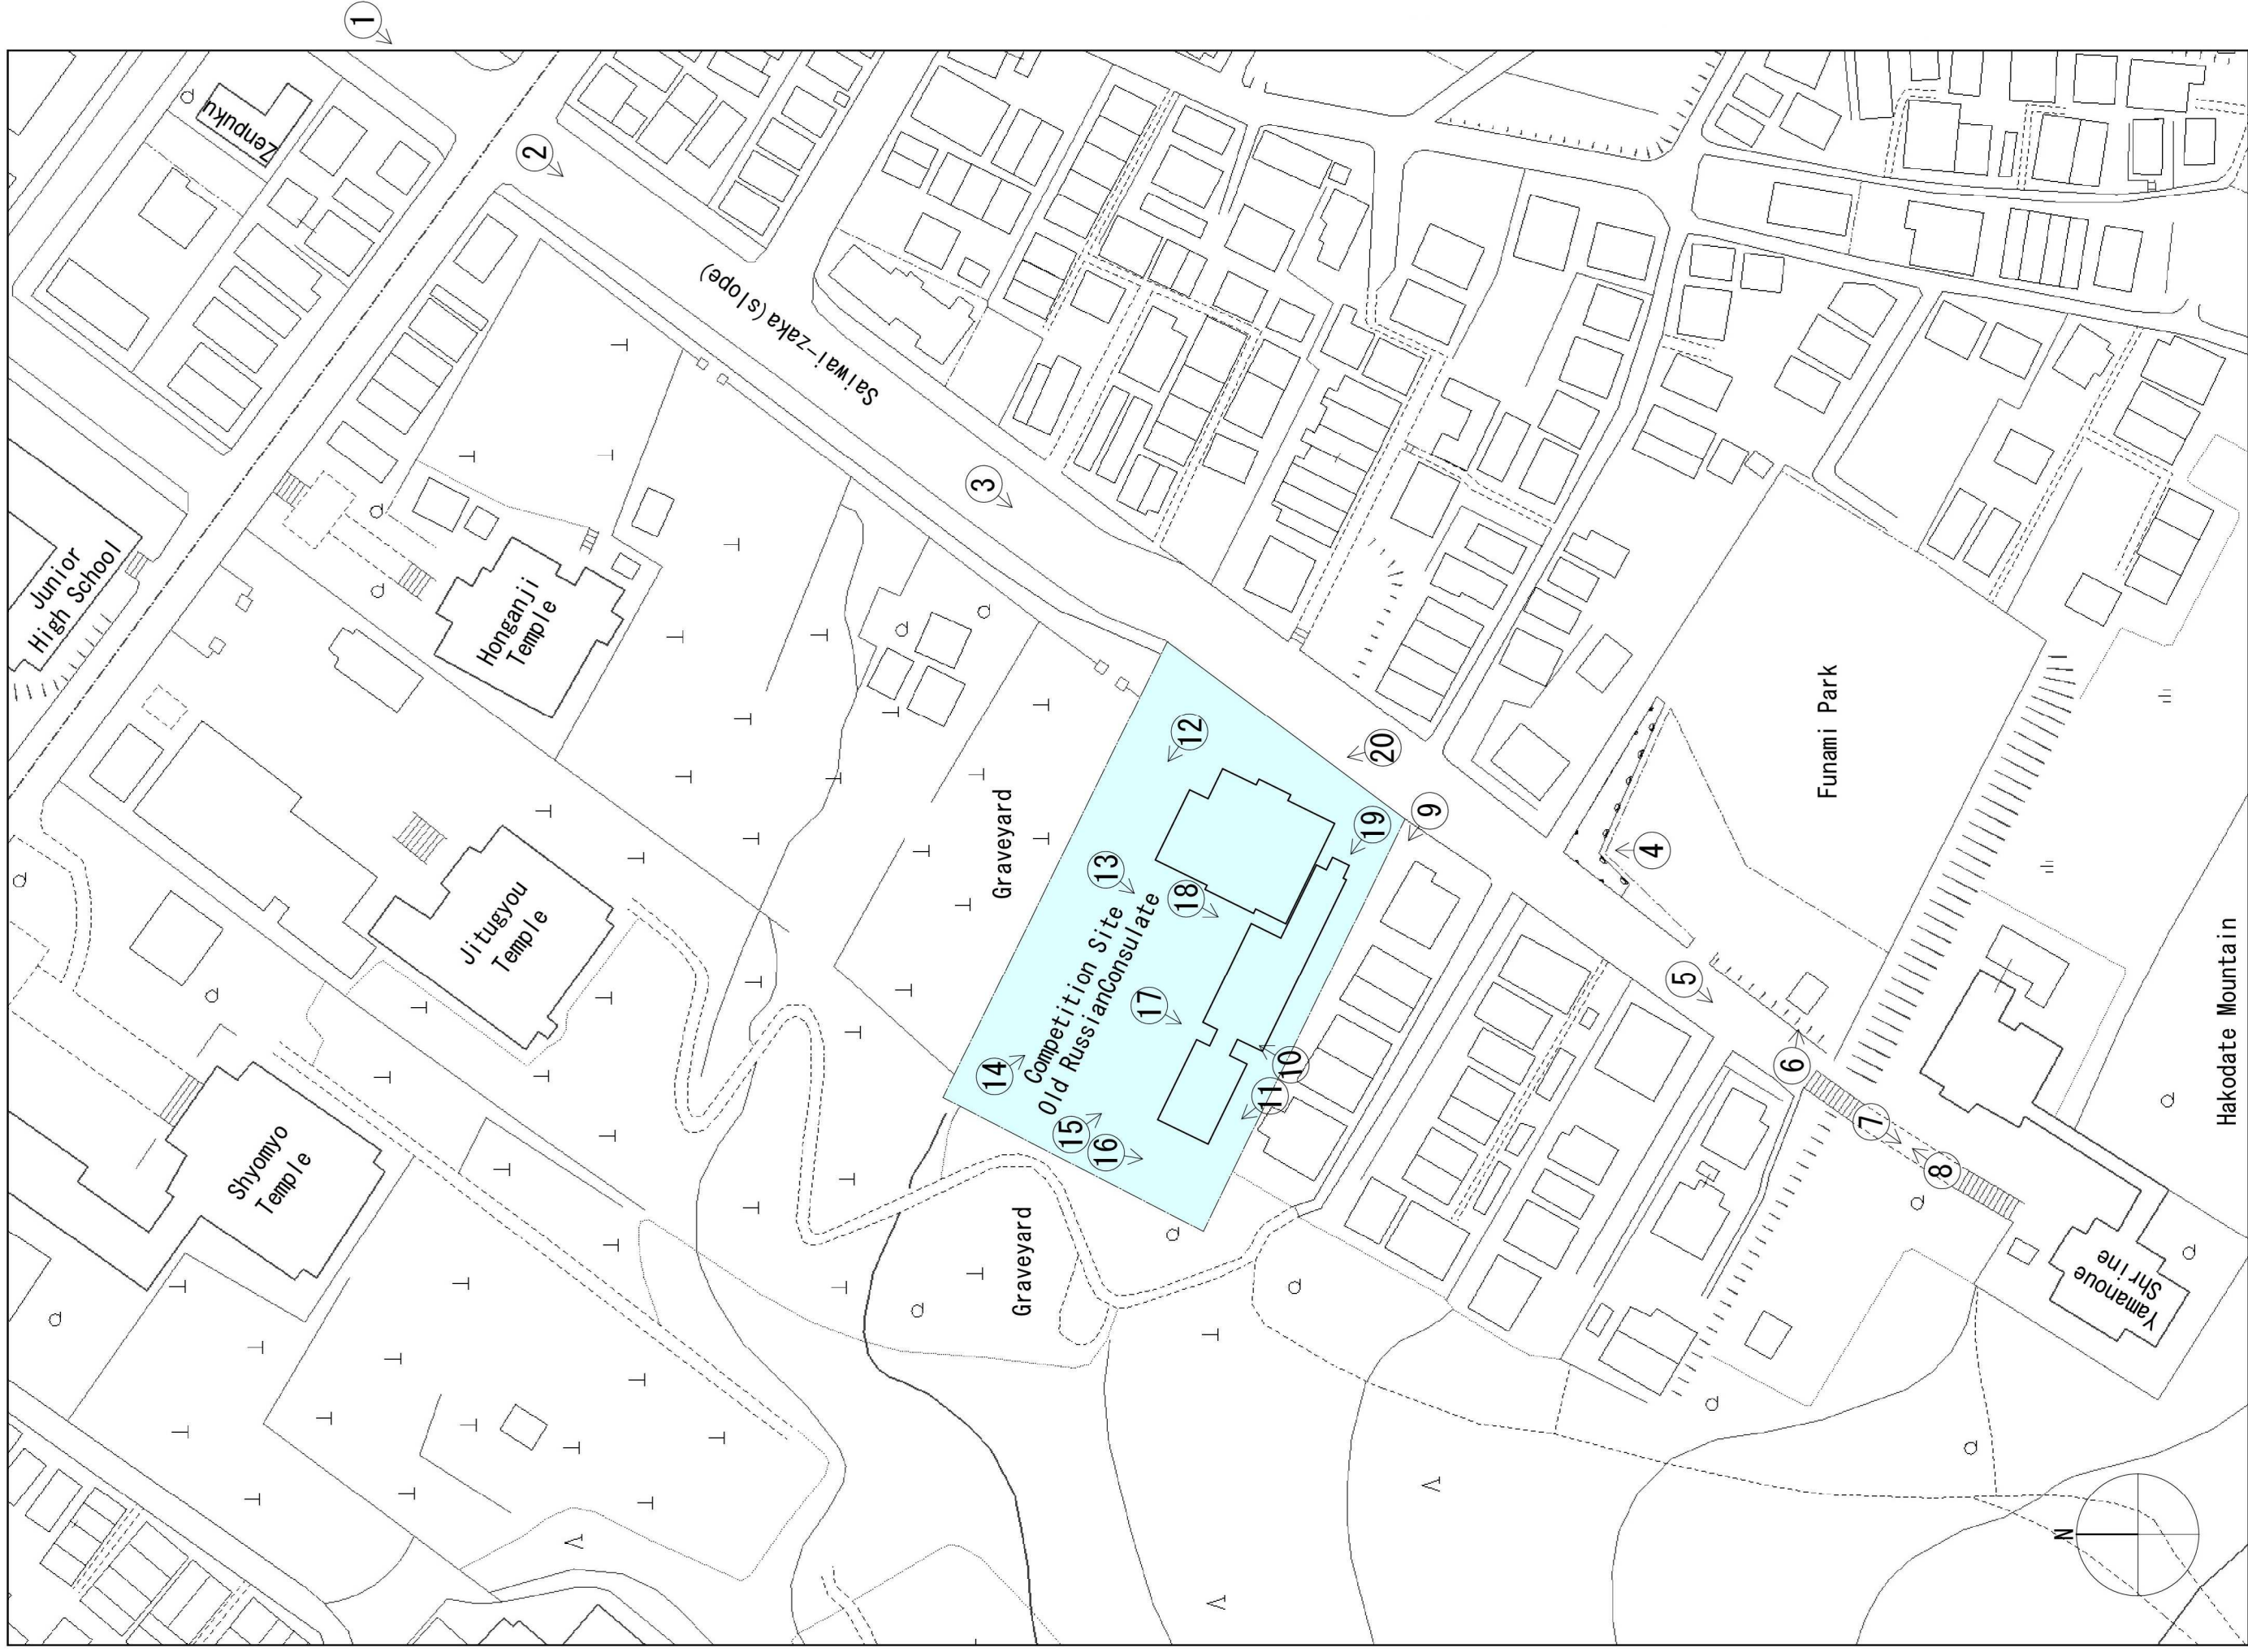 ①
Zenpuku
②
Junior
High School
Saiwai-zaka(slope)
③
Honganji
Temple
Jitugyou
Temple
Shyomyo
Temple
Graveyard
Graveyard
Competition Site
Old RussianConsulate
⑫
⑬
⑱
⑰
⑭
⑮
⑯
⑳
⑲
⑨
⑩
⑪
Funami Park
④
⑤
⑥
⑦
⑧
Yamanoue
Shrine
Hakodate Mountain
N